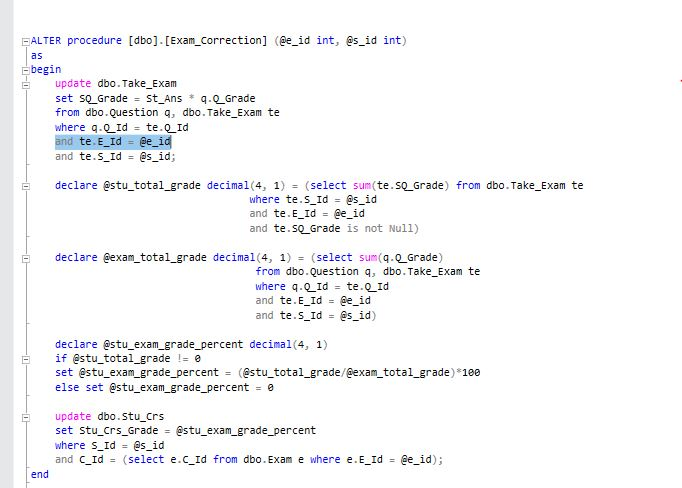 ALTER procedure [dbo].[Exam_Correction] (@e_id int, @s_id int)
as
begin
update dbo.Take_Exam
set SQ_Grade = St_Ans * q.Q_Grade
from dbo.Question q, dbo.Take_Exam te
where q.Q_Id = te.Q_Id
and te.E_Id = @e_id
and te.S_Id = @s_id;
declare @stu_total_grade decimal(4, 1) = (select sum(te.SQ_Grade) from dbo.Take_Exam te
where te.S_Id = @s_id
and te.E_Id = @e_id
and te.SQ_Grade is not Null)
declare @exam_total_grade decimal(4, 1) = (select sum(q.Q_Grade)
from dbo.Question q, dbo.Take_Exam te
where q.Q_Id = te.Q_Id
and te.E_Id = @e_id
and te.S_Id = @s_id)
declare @stu_exam_grade_percent decimal(4, 1)
if @stu_total_grade != 0
set @stu_exam_grade_percent = (@stu_total_grade/@exam_total_grade)*100
else set @stu_exam_grade_percent = 0
update dbo.Stu_Crs
set Stu_Crs_Grade = @stu_exam_grade_percent
where S_Id = @s_id
and C_Id = (select e.C_Id from dbo.Exam e where e.E_Id = @e_id);
end